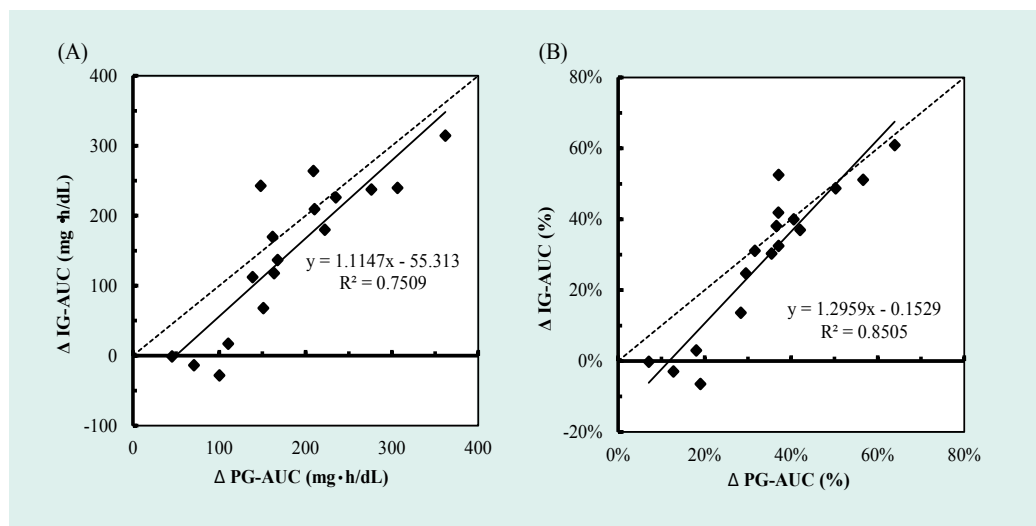 (A)
400
300
200
100
0
-100
0
100
200
300
400
Δ IG-AUC (mg・h/dL)
Δ PG-AUC (mg・h/dL)
y = 1.1147x - 55.313
R² = 0.7509
(B)
80%
60%
40%
20%
0%
-20%
0%
20%
40%
60%
80%
Δ IG-AUC (%)
Δ PG-AUC (%)
y = 1.2959x - 0.1529
R² = 0.8505